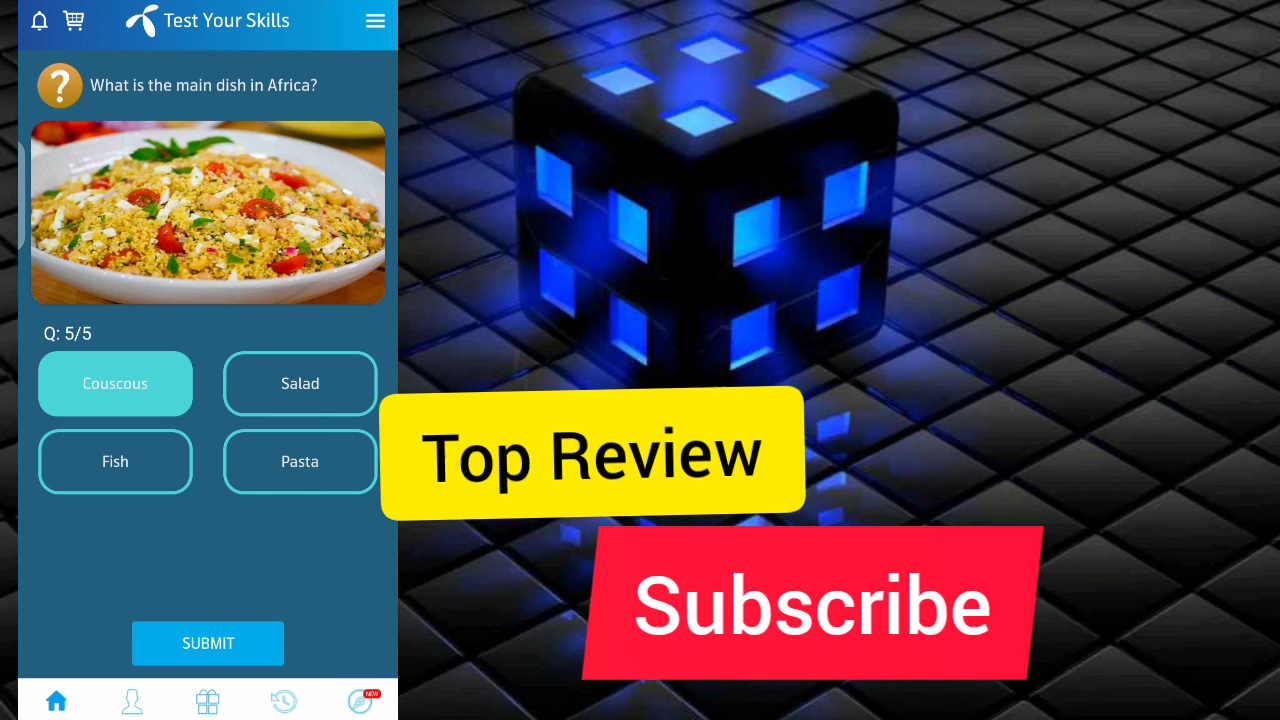 Test Your Skills
What is the main dish in Africa?
Q: 5/5
Couscous
Salad
Fish
Pasta
SUBMIT
NEW
Top Review
Subscribe